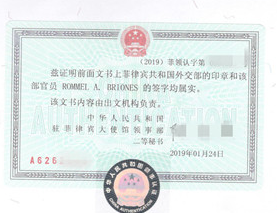 （2019）菲领认字第
兹证明前面文书上菲律宾共和国外交部的印章和该
部官员 ROMMEL A. BRIONES 的签字均属实。
该文书内容由出文机构负责。
中华人民共和国
驻菲律宾大使馆领事部
二等秘书
2019年01月24日
A626
AUTHENTICATION